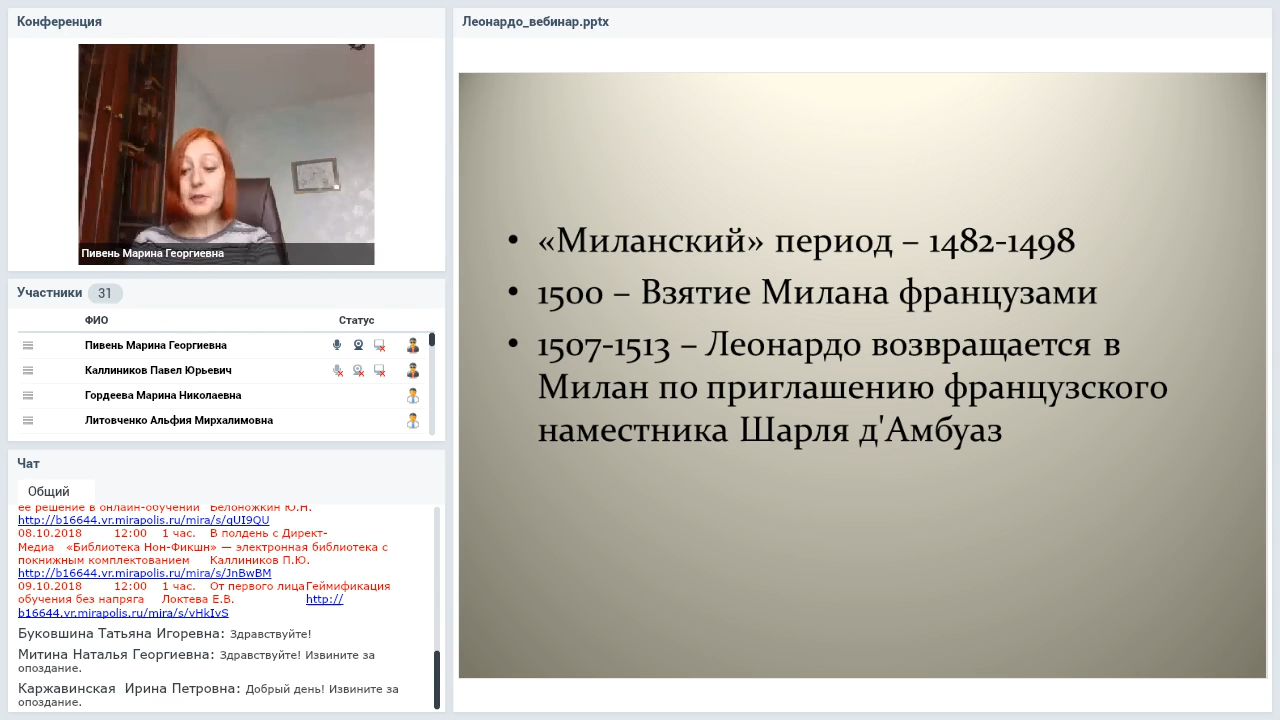 Конференция
Пивень Марина Георгиевна
Участники 31
ФИО Статус
Пивень Марина Георгиевна
Каллиников Павел Юрьевич
Гордеева Марина Николаевна
Литовченко Альфия Мирхалимовна
Чат
Общий
ее решение в онлайн-обучении Белоножкин Ю.Н.
http://b16644.vr.mirapolis.ru/mira/s/qUI9QU
08.10.2018 12:00 1 час. В полдень с Директ-
Медиа «Библиотека Нон-Фикшн» — электронная библиотека с
покнижным комплектованием Каллиников П.Ю.
http://b16644.vr.mirapolis.ru/mira/s/JnBwBM
09.10.2018 12:00 1 час. От первого лица Геймификация
обучения без напряга Локтева Е.В. http://
b16644.vr.mirapolis.ru/mira/s/vHkIvS
Буковшина Татьяна Игоревна: Здравствуйте!
Митина Наталья Георгиевна: Здравствуйте! Извините за
опоздание.
Каржавинская Ирина Петровна: Добрый день! Извините за
опоздание.
Леонардо_вебинар.pptx
• «Миланский» период – 1482-1498
• 1500 – Взятие Милана французами
• 1507-1513 – Леонардо возвращается в
Милан по приглашению французского
наместника Шарля д'Амбуаз